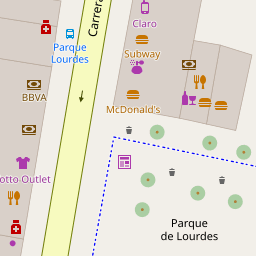 Carrera
Claro
Parque
Lourdes
Subway
BBVA
McDonald's
otto Outlet
Parque
de Lourdes